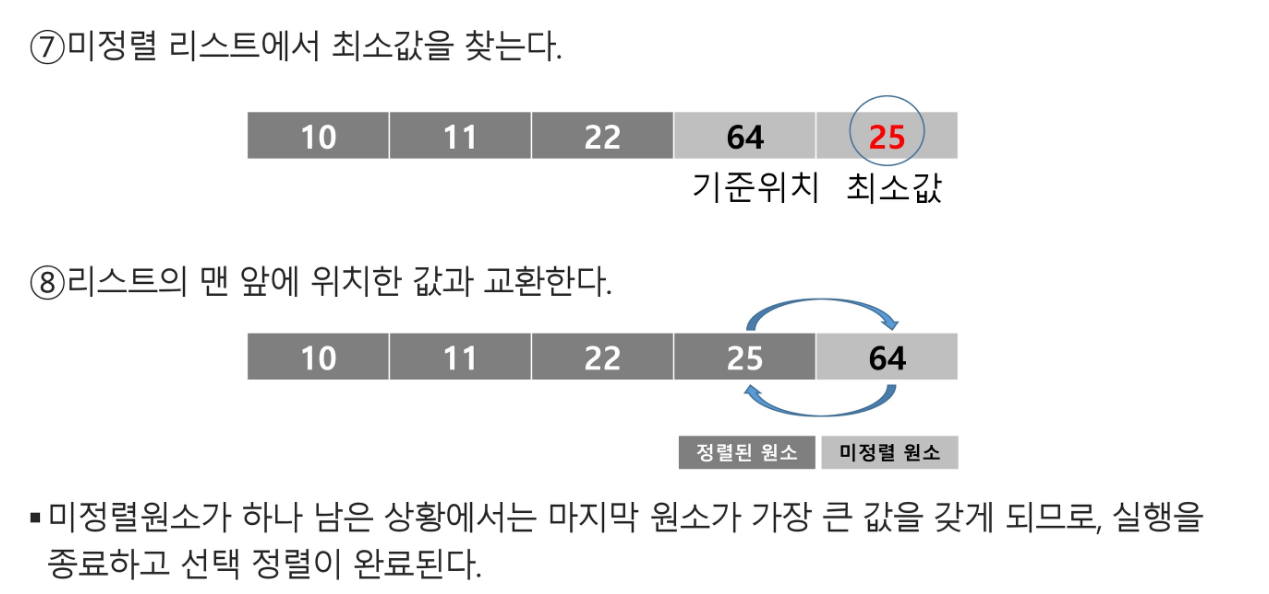 ⑦미정렬 리스트에서 최소값을 찾는다.
10 11 22 64 25
기준위치 최소값
⑧리스트의 맨 앞에 위치한 값과 교환한다.
10 11 22 25 64
정렬된 원소 미정렬 원소
▪미정렬원소가 하나 남은 상황에서는 마지막 원소가 가장 큰 값을 갖게 되므로, 실행을
종료하고 선택 정렬이 완료된다.